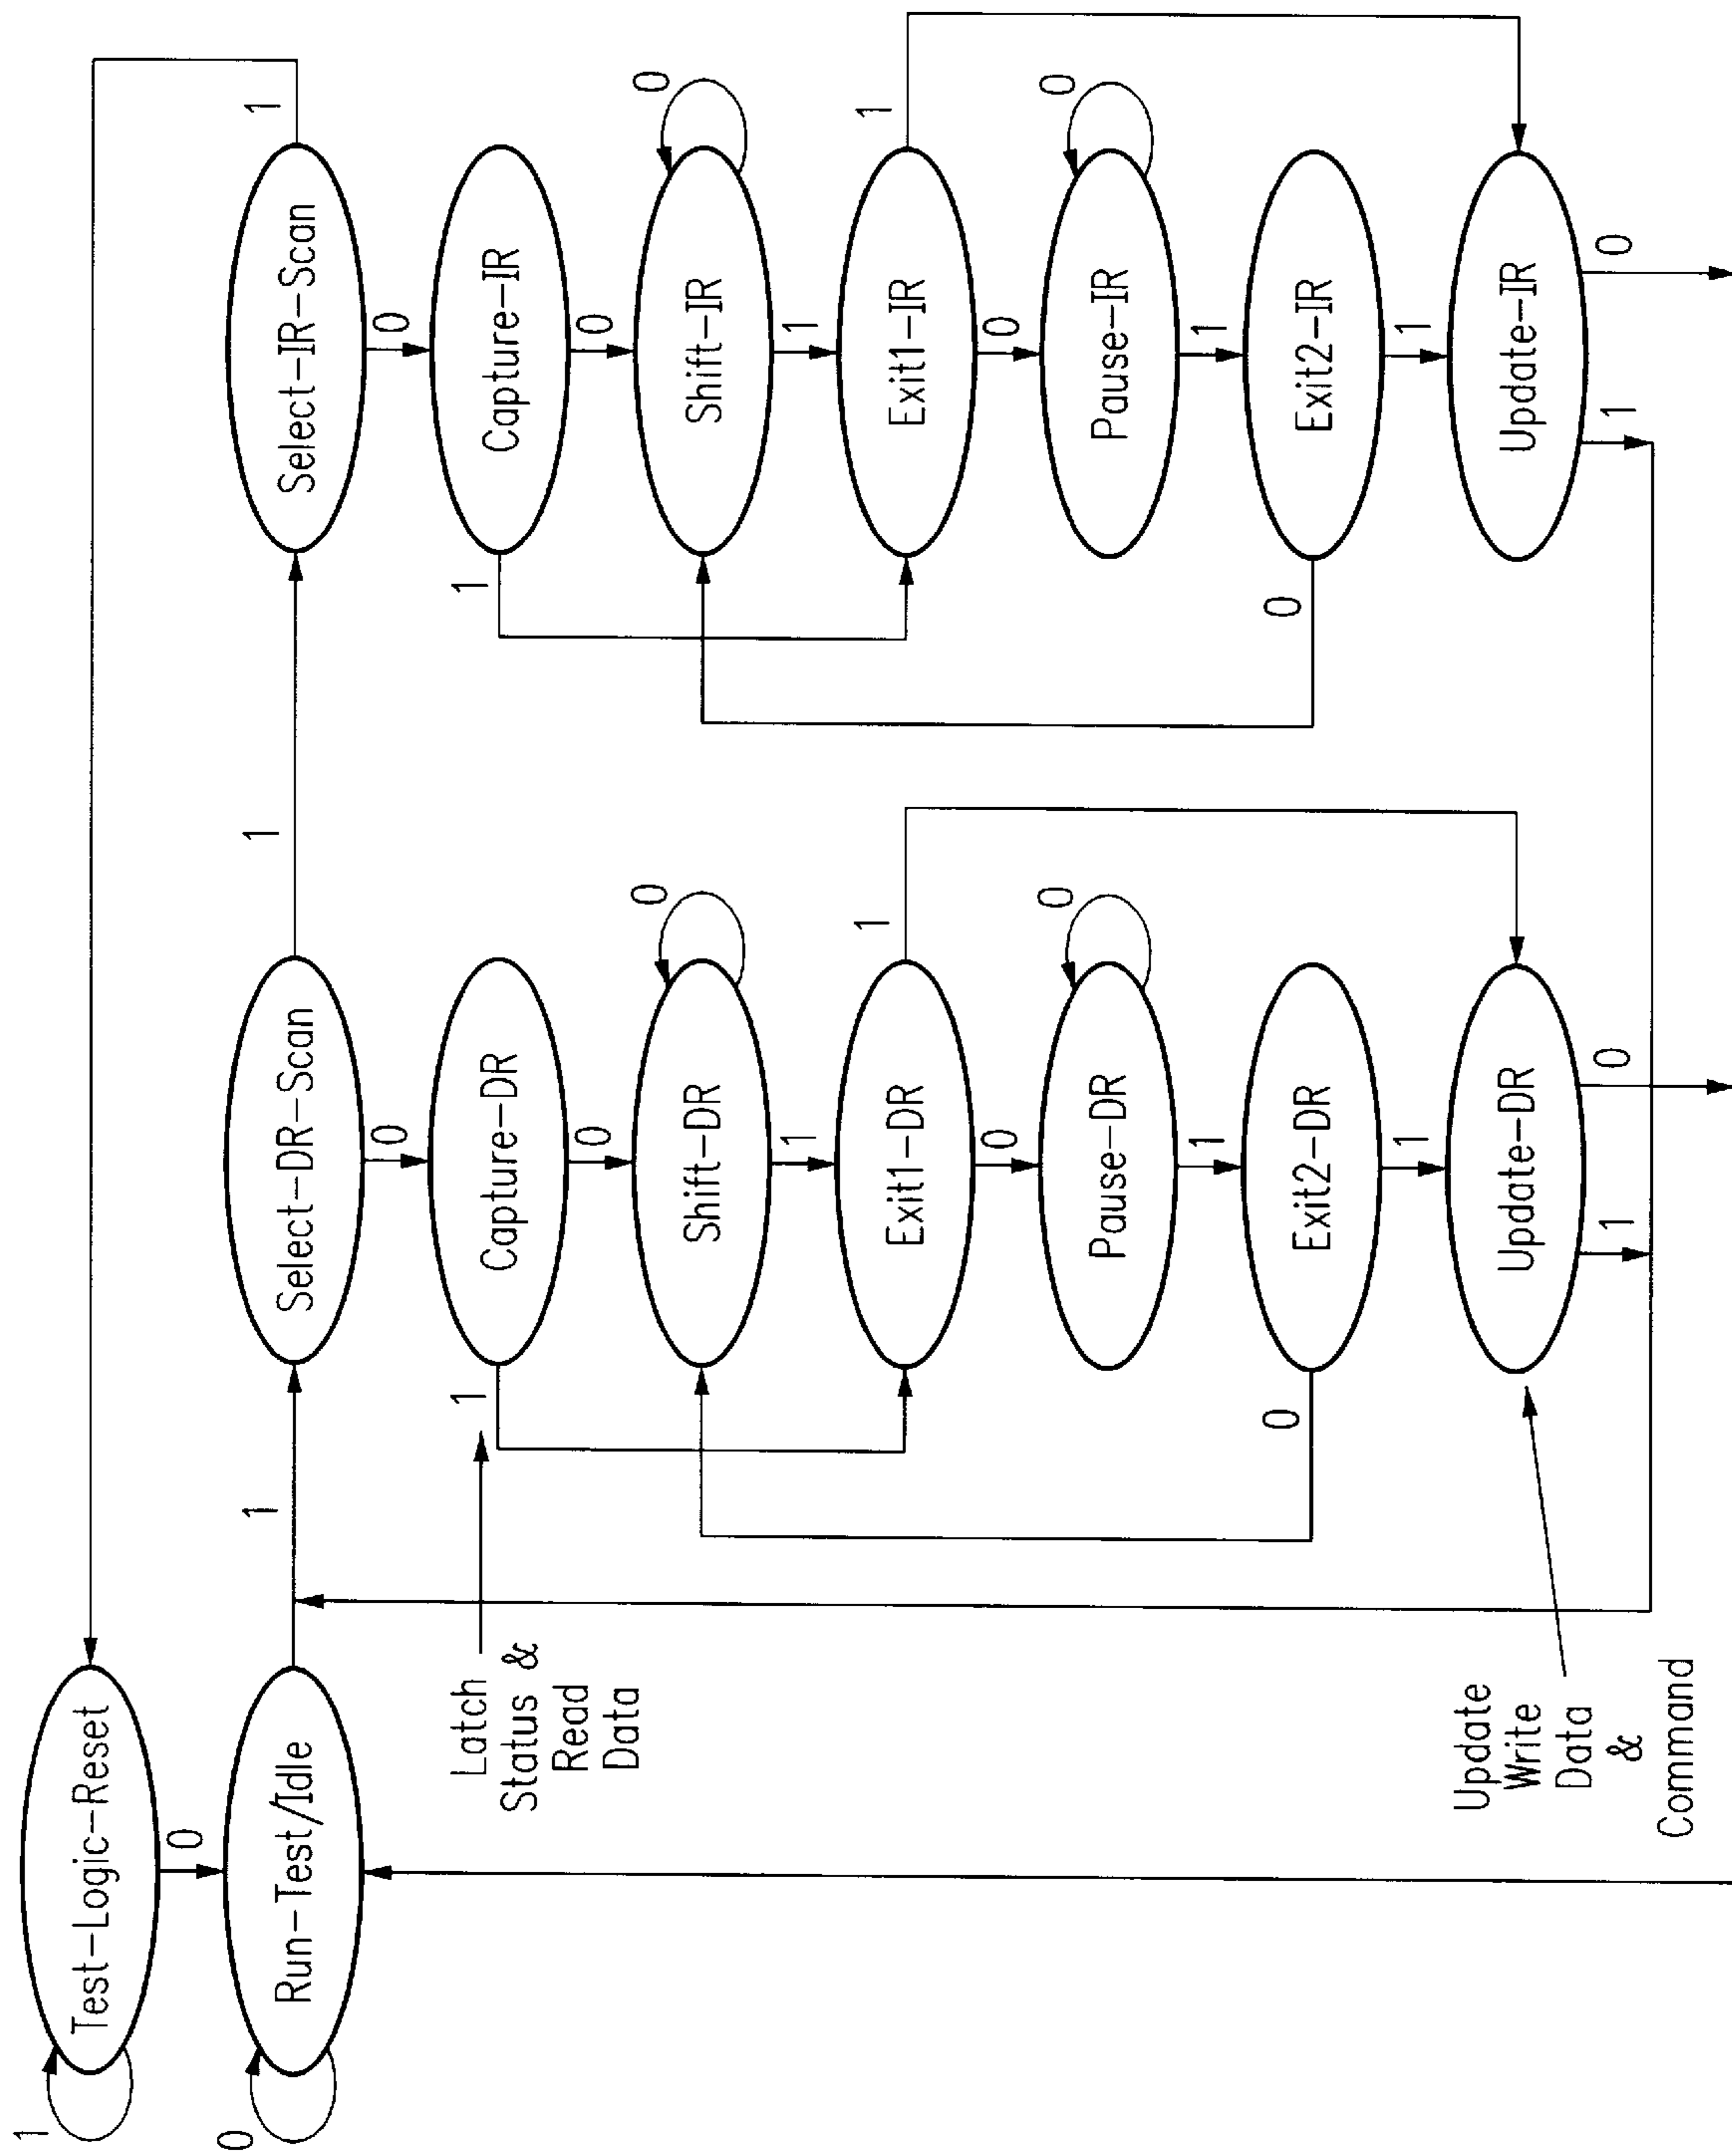 1
Test-Logic-Reset
0
0
Run-Test/Idle
1
Select-DR-Scan
1
Select-IR-Scan
1
0
0
Latch
Status &
Read
Data
1
Capture-DR
1
Capture-IR
0
0
Shift-DR
0
Shift-IR
0
1
1
Exit1-DR
1
Exit1-IR
1
0
0
Pause-DR
0
Pause-IR
0
1
1
0
Exit2-DR
0
Exit2-IR
1
1
Update
Write
Data
&
Command
Update-DR
Update-IR
1
0
1
0